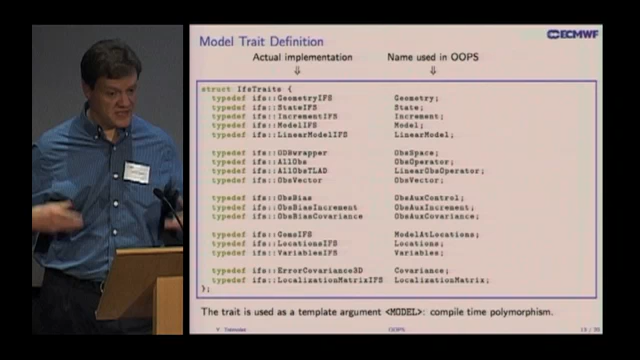 Model Trait Definition
ECMWF
Actual implementation Name used in OOPS
⇓ ⇓
struct IfsTraits {
typedef ifs::GeometryIFS Geometry;
typedef ifs::StateIFS State;
typedef ifs::IncrementIFS Increment;
typedef ifs::ModelIFS Model;
typedef ifs::LinearModelIFS LinearModel;
typedef ifs::ODBwrapper ObsSpace;
typedef ifs::AllObs ObsOperator;
typedef ifs::AllObsTLAD LinearObsOperator;
typedef ifs::ObsVector ObsVector;
typedef ifs::ObsBias ObsAuxControl;
typedef ifs::ObsBiasIncrement ObsAuxIncrement;
typedef ifs::ObsBiasCovariance ObsAuxCovariance;
typedef ifs::GomsIFS ModelAtLocations;
typedef ifs::LocationsIFS Locations;
typedef ifs::VariablesIFS Variables;
typedef ifs::ErrorCovariance3D Covariance;
typedef ifs::LocalizationMatrixIFS LocalizationMatrix;
};
The trait is used as a template argument <MODEL>: compile time polymorphism.
OOPS